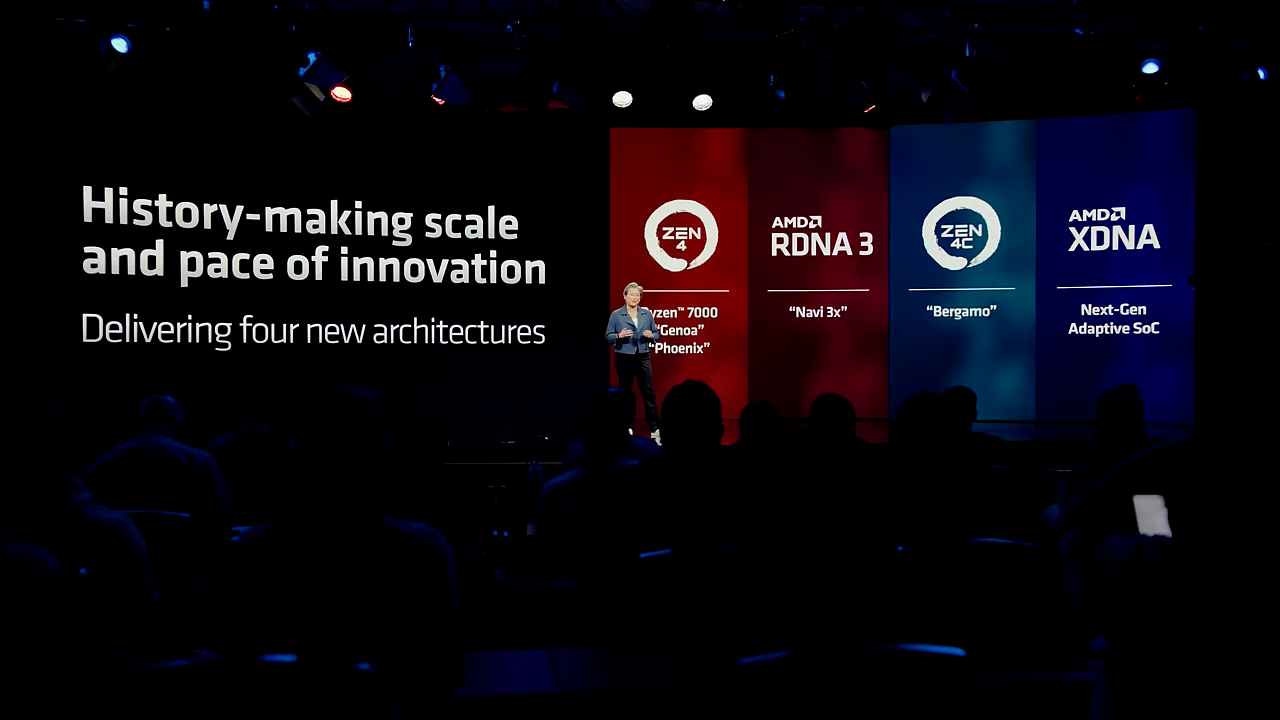 History-making scale
and pace of innovation
Delivering four new architectures
ZEN
4
yzen™ 7000
“Genoa”
“Phoenix”
AMD
RDNA 3
“Navi 3x”
ZEN
4C
“Bergamo”
AMD
XDNA
Next-Gen
Adaptive SoC